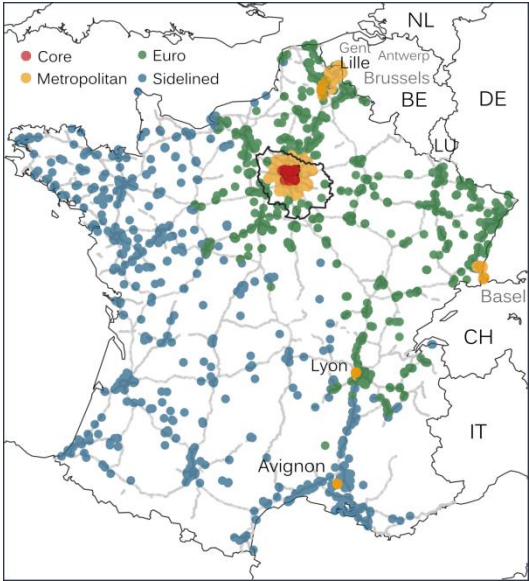 NL
Core
Euro
Gent
Lille
Antwerp
Metropolitan
Sidelined
Brussels
BE
DE
LU
Basel
CH
Lyon
IT
Avignon